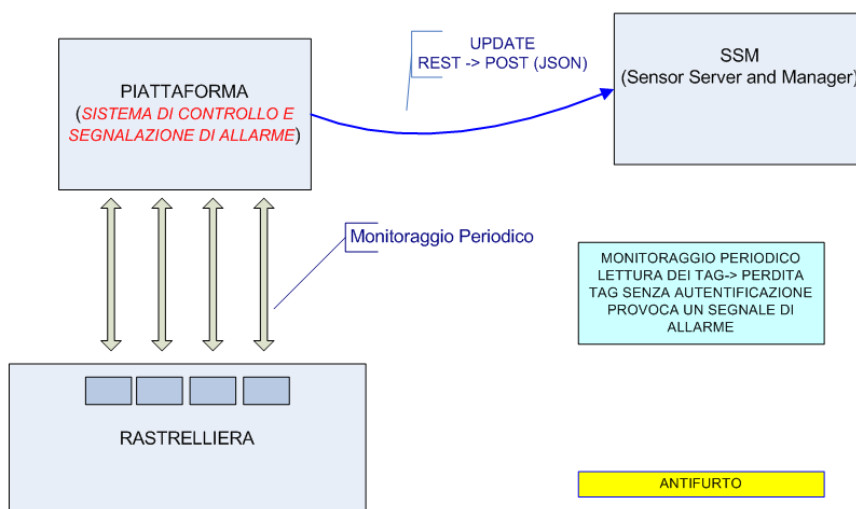 UPDATE
REST -> POST (JSON)
SSM
(Sensor Server and Manager)
PIATTAFORMA
(SISTEMA DI CONTROLLO E
SEGNALAZIONE DI ALLARME)
Monitoraggio Periodico
MONITORAGGIO PERIODICO
LETTURA DEI TAG-> PERDITA
TAG SENZA AUTENTIFICAZIONE
PROVOCA UN SEGNALE DI
ALLARME
RASTRELLIERA
ANTIFURTO